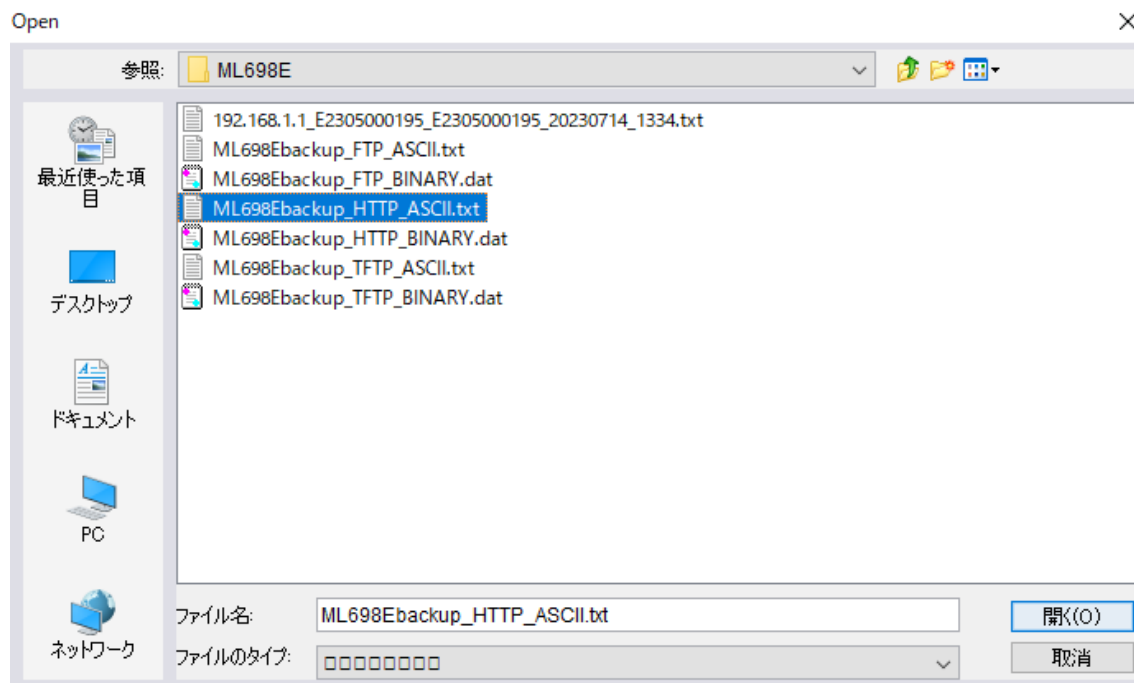 Open
参照:
ML698E
192.168.1.1_E2305000195_E2305000195_20230714_1334.txt
ML698Ebackup_FTP_ASCII.txt
ML698Ebackup_FTP_BINARY.dat
ML698Ebackup_HTTP_ASCII.txt
ML698Ebackup_HTTP_BINARY.dat
ML698Ebackup_TFTP_ASCII.txt
ML698Ebackup_TFTP_BINARY.dat
最近使った項
目
デスクトップ
ドキュメント
PC
ネットワーク
ファイル名:
ML698Ebackup_HTTP_ASCII.txt
開く(O)
ファイルのタイプ:
□□□□□□□□
取消